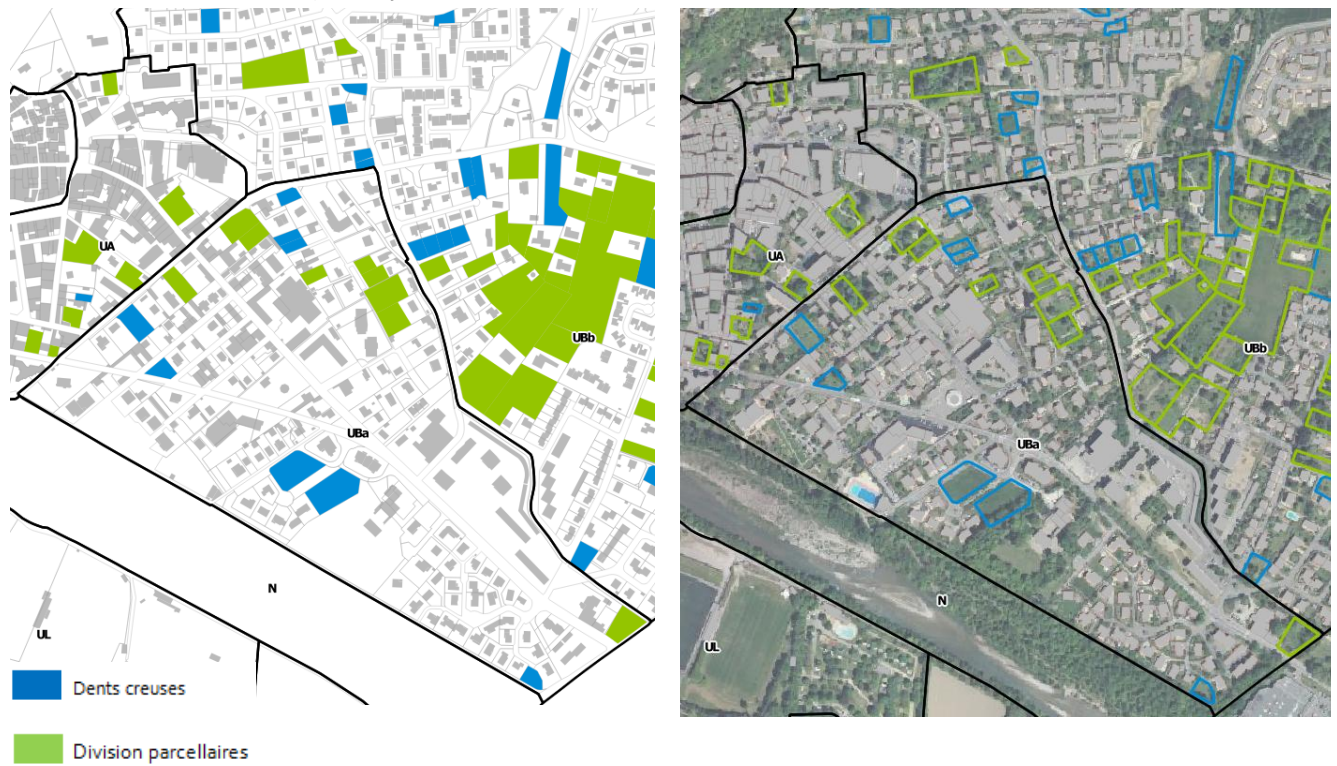 UA
UBb
UBa
N
UL
Dents creuses
Division parcellaires
UA
UBb
UBa
N
UL